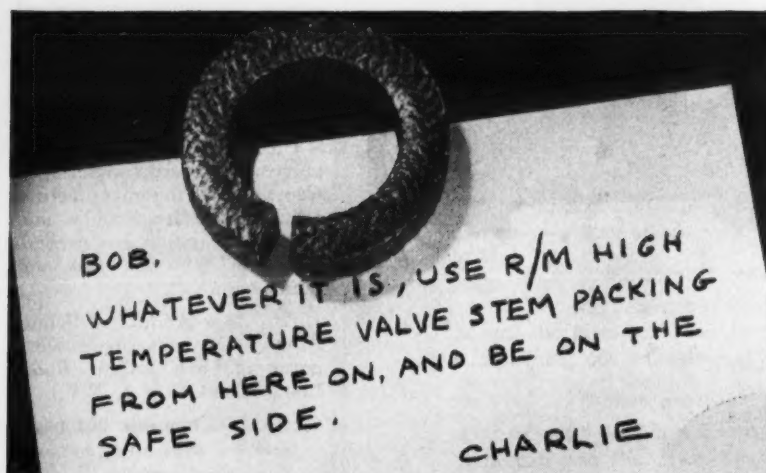 BOB,
WHATEVER IT IS, USE R/M HIGH
TEMPERATURE VALVE STEM PACKING
FROM HERE ON, AND BE ON THE
SAFE SIDE.
CHARLIE